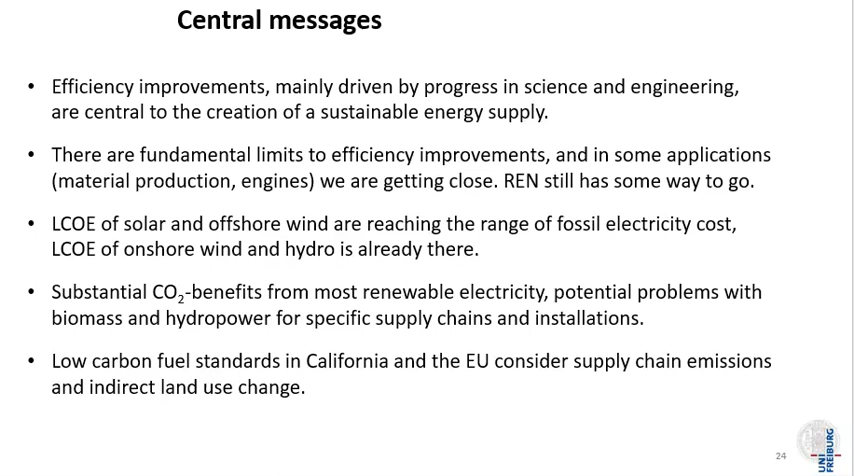 Central messages
• Efficiency improvements, mainly driven by progress in science and engineering,
are central to the creation of a sustainable energy supply.
• There are fundamental limits to efficiency improvements, and in some applications
(material production, engines) we are getting close. REN still has some way to go.
• LCOE of solar and offshore wind are reaching the range of fossil electricity cost,
LCOE of onshore wind and hydro is already there.
• Substantial CO₂-benefits from most renewable electricity, potential problems with
biomass and hydropower for specific supply chains and installations.
• Low carbon fuel standards in California and the EU consider supply chain emissions
and indirect land use change.
24
UNI
FREIBURG